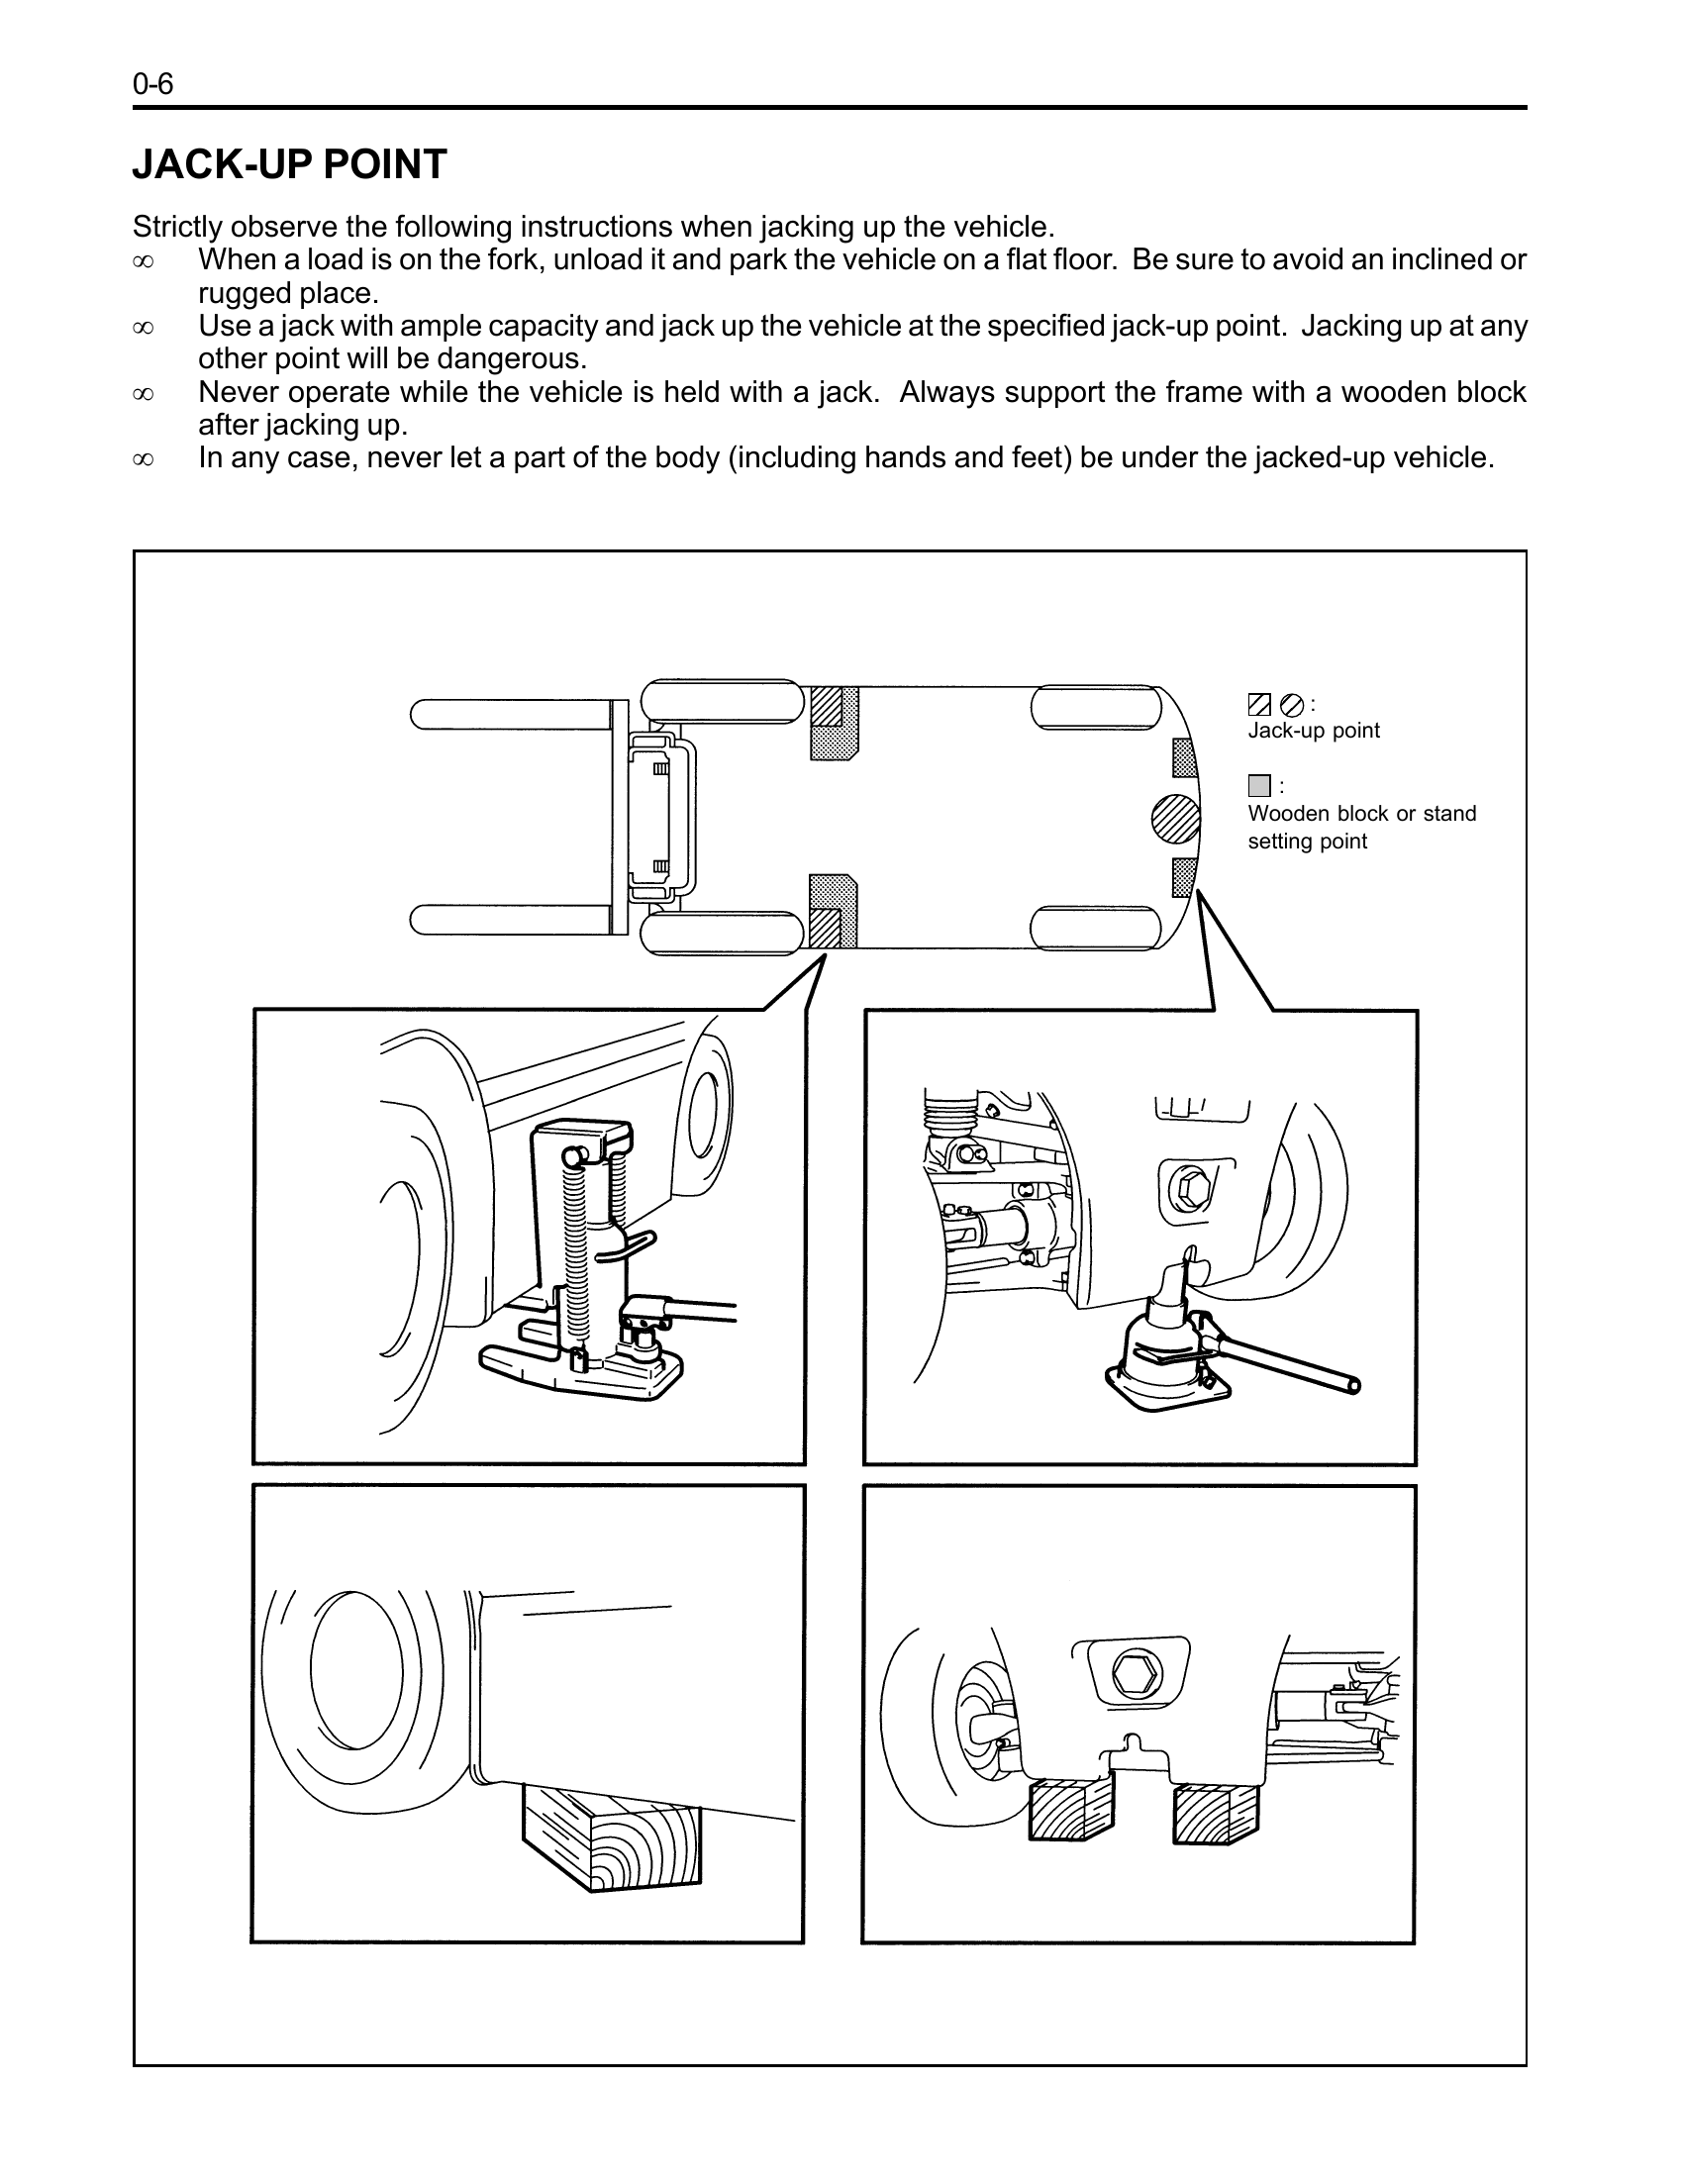 0-6
JACK-UP POINT
Strictly observe the following instructions when jacking up the vehicle.
∞ When a load is on the fork, unload it and park the vehicle on a flat floor. Be sure to avoid an inclined or
rugged place.
∞ Use a jack with ample capacity and jack up the vehicle at the specified jack-up point. Jacking up at any
other point will be dangerous.
∞ Never operate while the vehicle is held with a jack. Always support the frame with a wooden block
after jacking up.
∞ In any case, never let a part of the body (including hands and feet) be under the jacked-up vehicle.
:
Jack-up point
:
Wooden block or stand
setting point